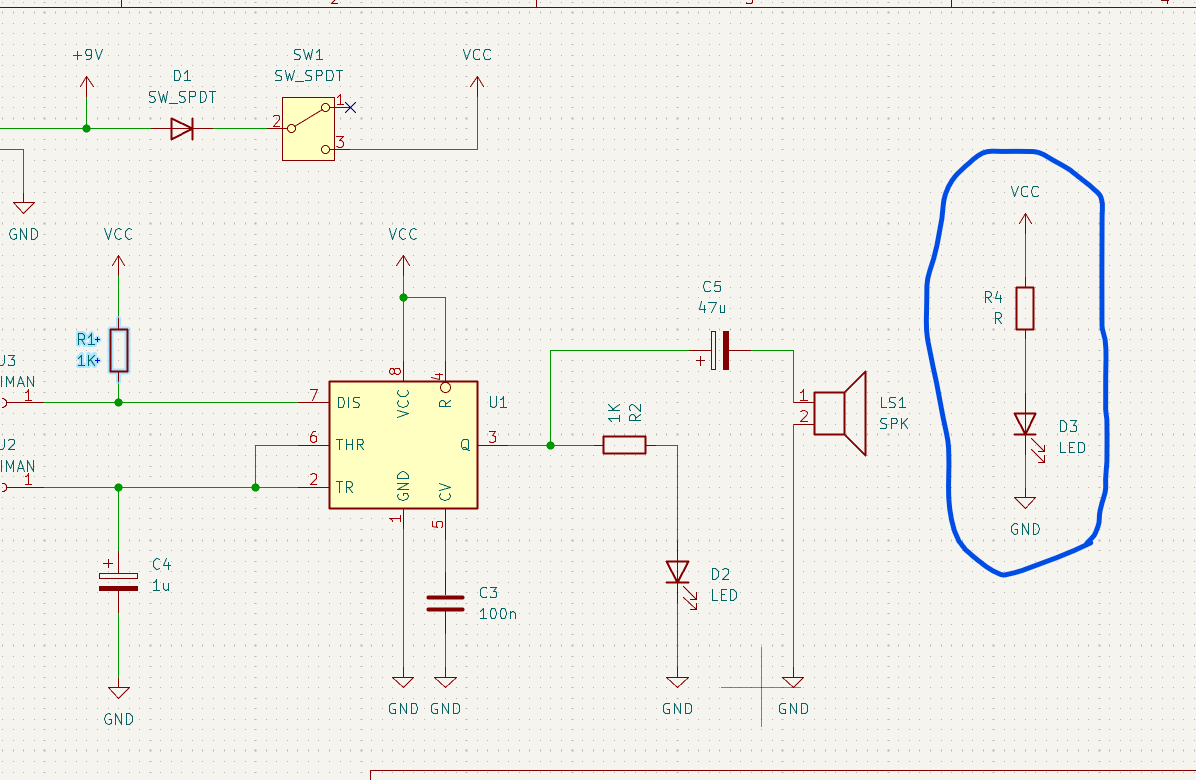 2
3
4
+9V
D1
SW_SPDT
SW1
SW_SPDT
1
2
3
VCC
GND
VCC
R1
1K
VCC
8
4
U3
IMAN
1
7
DIS
VCC
R
U1
6
THR
Q
3
U2
IMAN
1
2
TR
GND
CV
1
5
1K
R2
C5
47u
+
1
2
LS1
SPK
VCC
R4
R
D3
LED
GND
+
C4
1u
C3
100n
D2
LED
GND
GND
GND
GND
GND